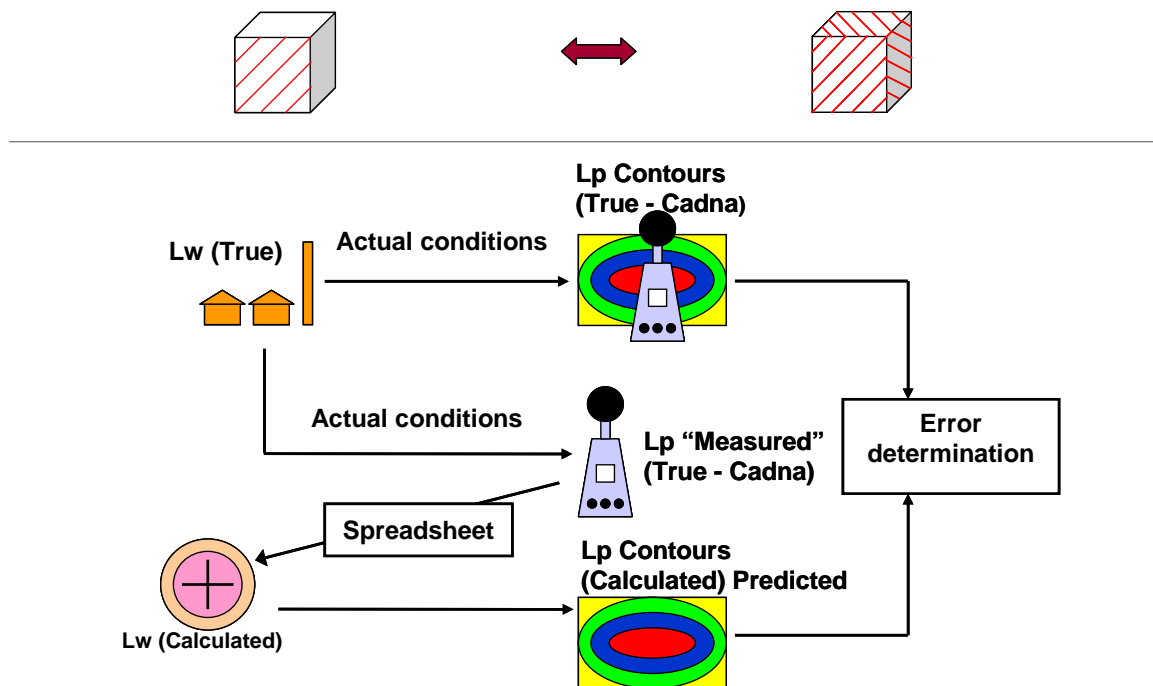 Lp Contours
(True - Cadna)
Actual conditions
Lw (True)
Actual conditions
Lp “Measured”
(True - Cadna)
Error
determination
Spreadsheet
Lp Contours
(Calculated) Predicted
Lw (Calculated)